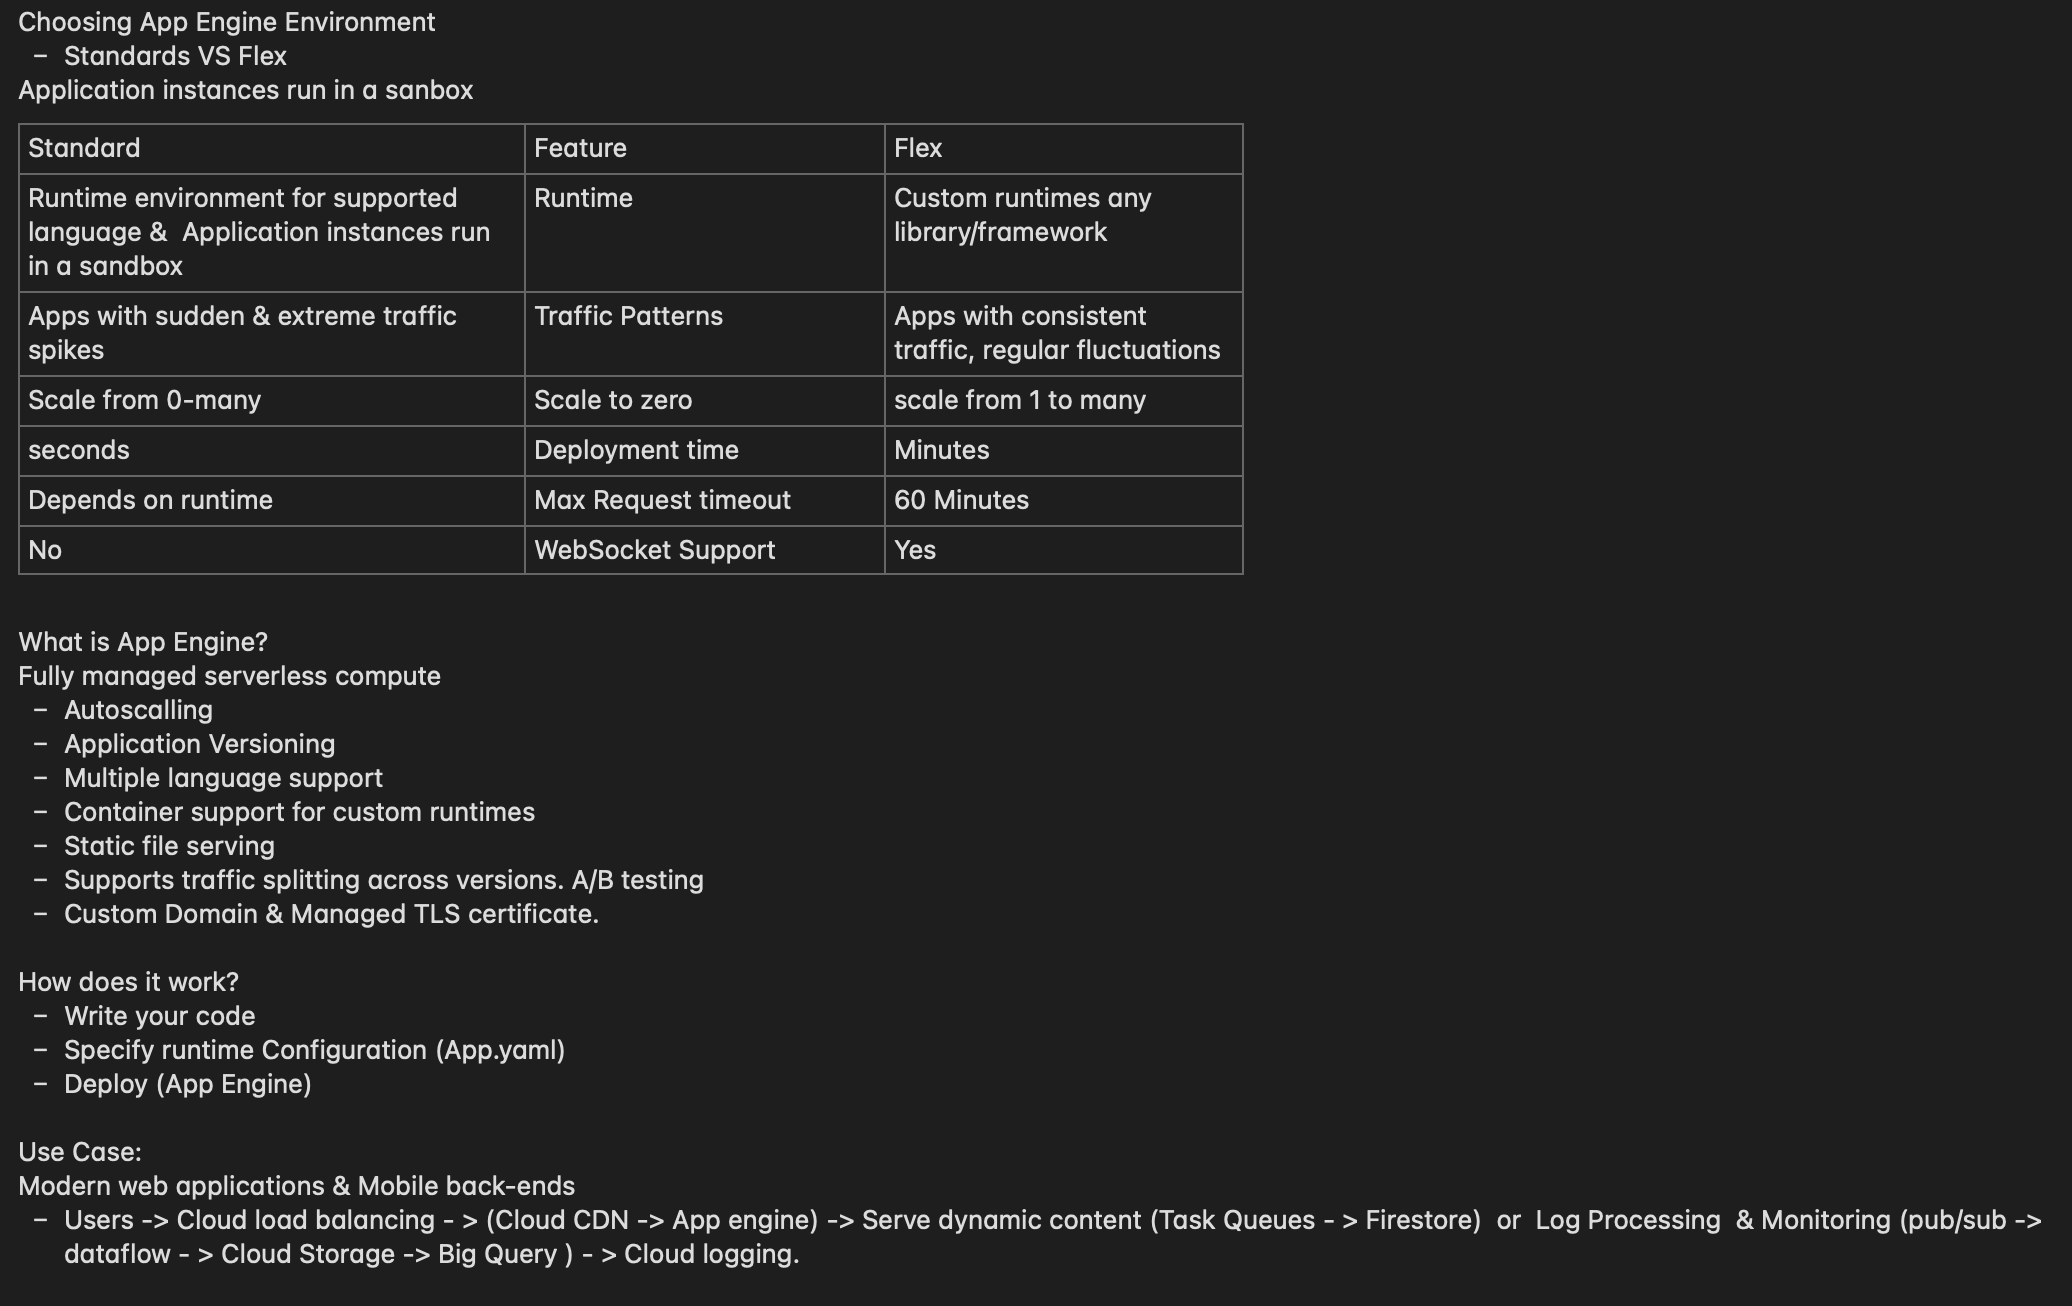 Choosing App Engine Environment
– Standards VS Flex
Application instances run in a sanbox
Standard Feature Flex
Runtime environment for supported Runtime Custom runtimes any
language &  Application instances run library/framework
in a sandbox
Apps with sudden & extreme traffic Traffic Patterns Apps with consistent
spikes traffic, regular fluctuations
Scale from 0-many Scale to zero scale from 1 to many
seconds Deployment time Minutes
Depends on runtime Max Request timeout 60 Minutes
No WebSocket Support Yes
What is App Engine?
Fully managed serverless compute
– Autoscalling
– Application Versioning
– Multiple language support
– Container support for custom runtimes
– Static file serving
– Supports traffic splitting across versions. A/B testing
– Custom Domain & Managed TLS certificate.
How does it work?
– Write your code
– Specify runtime Configuration (App.yaml)
– Deploy (App Engine)
Use Case:
Modern web applications & Mobile back-ends
– Users -> Cloud load balancing - > (Cloud CDN -> App engine) -> Serve dynamic content (Task Queues - > Firestore)  or  Log Processing  & Monitoring (pub/sub ->
dataflow - > Cloud Storage -> Big Query ) - > Cloud logging.